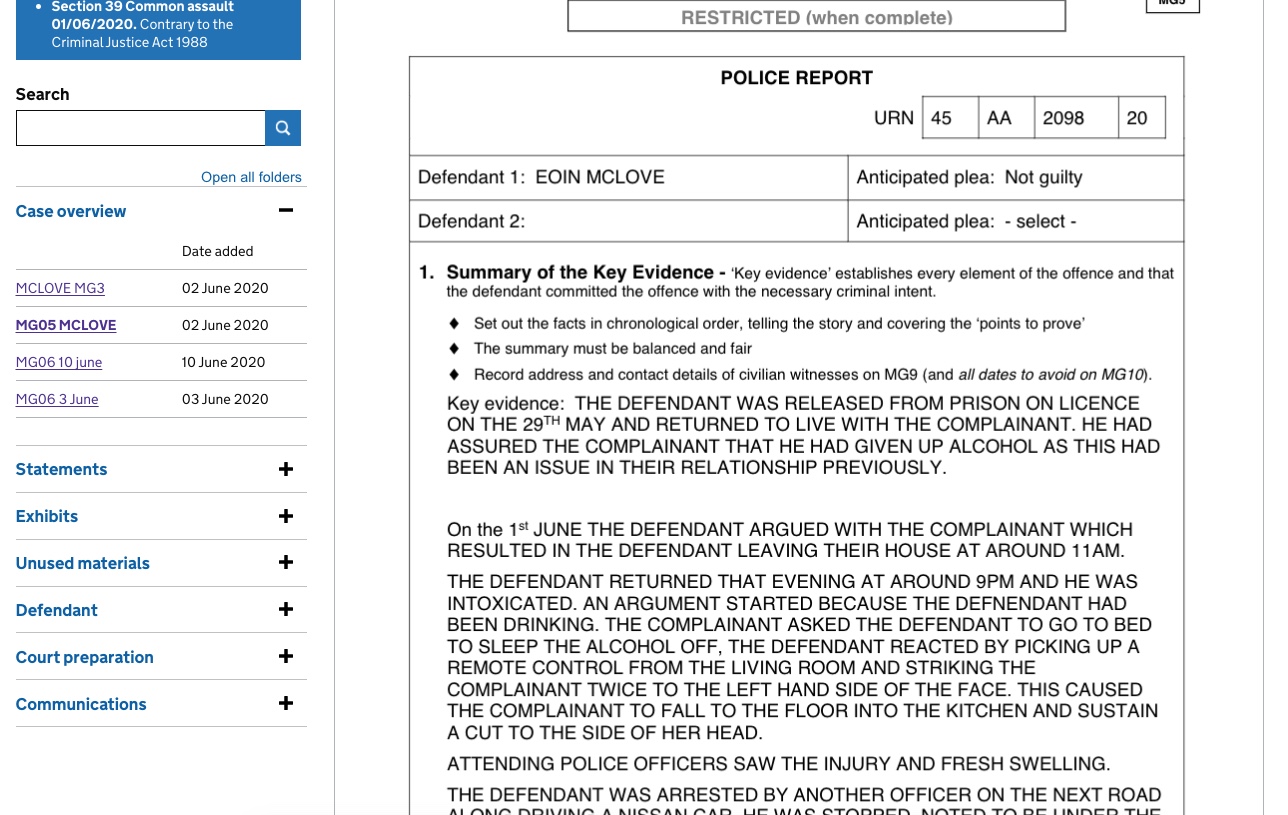 Section 39 Common assault
01/06/2020. Contrary to the
Criminal Justice Act 1988
Search
Open all folders
Case overview
Date added
MCLOVE MG3 02 June 2020
MG05 MCLOVE 02 June 2020
MG06 10 june 10 June 2020
MG06 3 June 03 June 2020
Statements
Exhibits
Unused materials
Defendant
Court preparation
Communications
RESTRICTED (when complete)
MG5
POLICE REPORT
URN 45 AA 2098 20
Defendant 1: EOIN MCLOVE Anticipated plea: Not guilty
Defendant 2: Anticipated plea: - select -
1. Summary of the Key Evidence - ‘Key evidence’ establishes every element of the offence and that
the defendant committed the offence with the necessary criminal intent.
♦ Set out the facts in chronological order, telling the story and covering the ‘points to prove’
♦ The summary must be balanced and fair
♦ Record address and contact details of civilian witnesses on MG9 (and all dates to avoid on MG10).
Key evidence: THE DEFENDANT WAS RELEASED FROM PRISON ON LICENCE
ON THE 29TH MAY AND RETURNED TO LIVE WITH THE COMPLAINANT. HE HAD
ASSURED THE COMPLAINANT THAT HE HAD GIVEN UP ALCOHOL AS THIS HAD
BEEN AN ISSUE IN THEIR RELATIONSHIP PREVIOUSLY.
On the 1st JUNE THE DEFENDANT ARGUED WITH THE COMPLAINANT WHICH
RESULTED IN THE DEFENDANT LEAVING THEIR HOUSE AT AROUND 11AM.
THE DEFENDANT RETURNED THAT EVENING AT AROUND 9PM AND HE WAS
INTOXICATED. AN ARGUMENT STARTED BECAUSE THE DEFNENDANT HAD
BEEN DRINKING. THE COMPLAINANT ASKED THE DEFENDANT TO GO TO BED
TO SLEEP THE ALCOHOL OFF, THE DEFENDANT REACTED BY PICKING UP A
REMOTE CONTROL FROM THE LIVING ROOM AND STRIKING THE
COMPLAINANT TWICE TO THE LEFT HAND SIDE OF THE FACE. THIS CAUSED
THE COMPLAINANT TO FALL TO THE FLOOR INTO THE KITCHEN AND SUSTAIN
A CUT TO THE SIDE OF HER HEAD.
ATTENDING POLICE OFFICERS SAW THE INJURY AND FRESH SWELLING.
THE DEFENDANT WAS ARRESTED BY ANOTHER OFFICER ON THE NEXT ROAD
ALONG DRIVING A NISSAN CAR. HE WAS STOPPED, NOTED TO BE UNDER THE